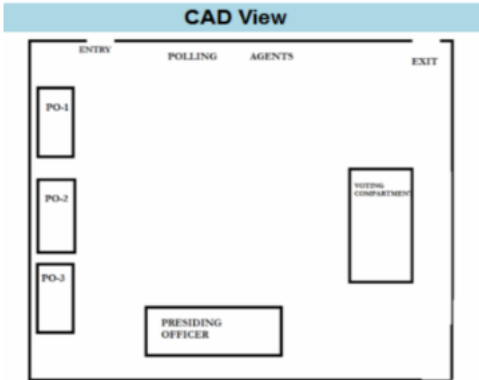 CAD View
ENTRY
POLLING AGENTS
EXIT
PO-1
VOTING
COMPARTMENT
PO-2
PO-3
PRESIDING
OFFICER